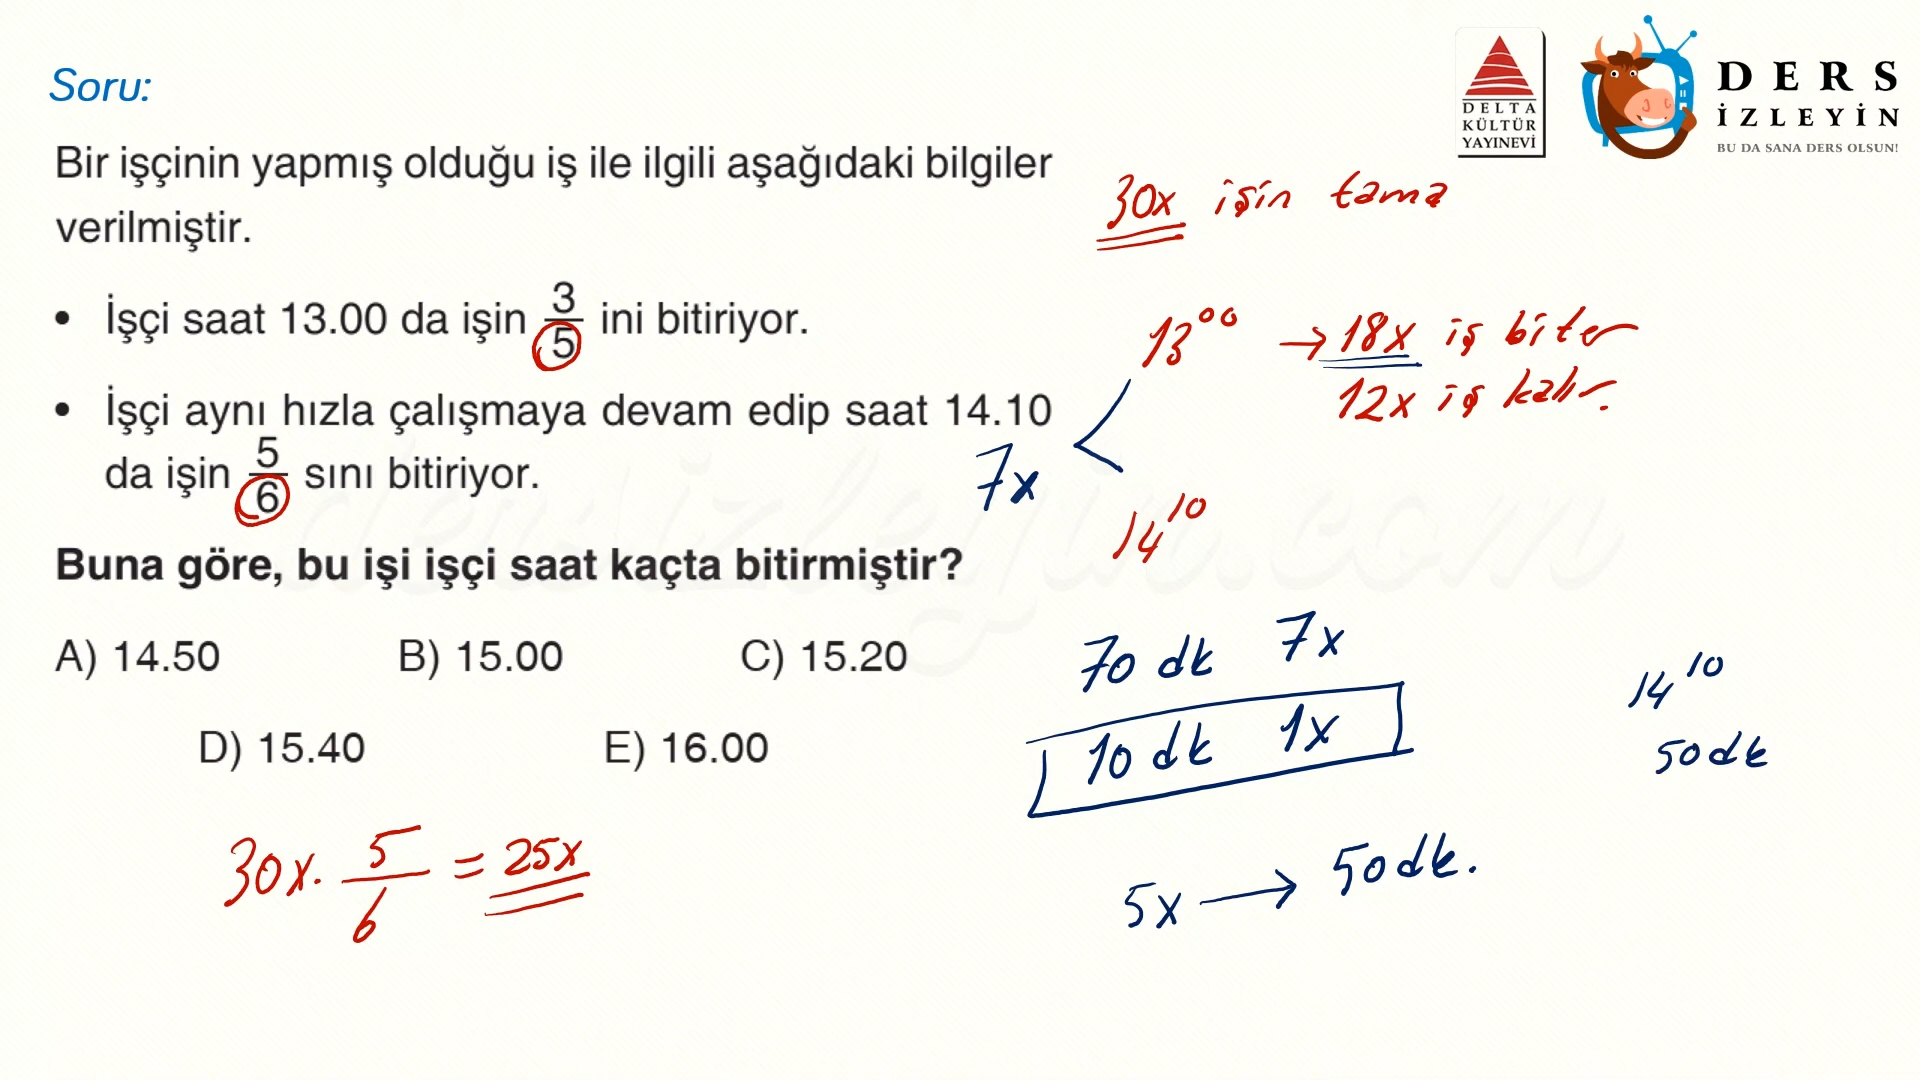 Soru:
DELTA
KÜLTÜR
YAYINEVİ
DERS
İZLEYİN
BU DA SANA DERS OLSUN!
Bir işçinin yapmış olduğu iş ile ilgili aşağıdaki bilgiler
verilmiştir.
• İşçi saat 13.00 da işin 3/5 ini bitiriyor.
• İşçi aynı hızla çalışmaya devam edip saat 14.10
da işin 5/6 sını bitiriyor.
Buna göre, bu işi işçi saat kaçta bitirmiştir?
A) 14.50 B) 15.00 C) 15.20
D) 15.40 E) 16.00
30x . 5/6 = 25x
30x işin tamamı
13⁰⁰ → 18x iş biter
12x iş kalır.
7x
14¹⁰
70 dk 7x
10 dk 1x
5x → 50dk.
14¹⁰
50dk
dersizleyin.com